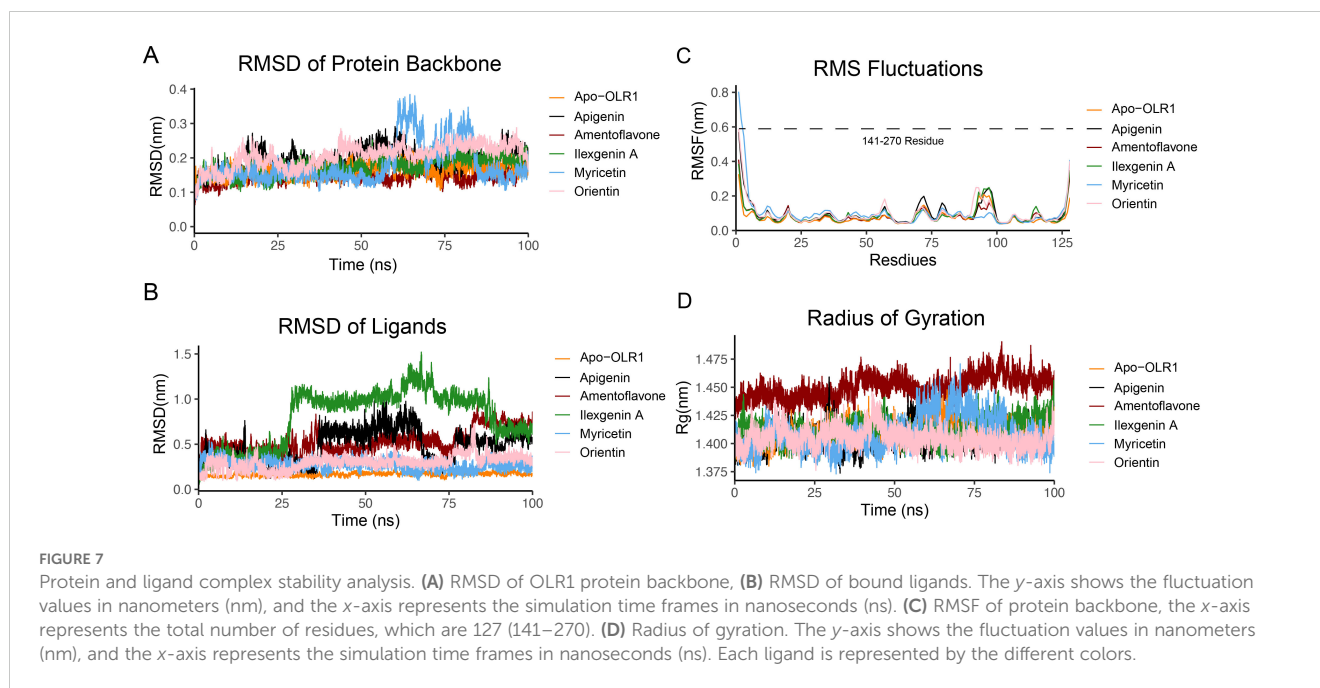 A
RMSD of Protein Backbone
RMSD(nm)
0.4
0.3
0.2
0.1
0.0
0 25 50 75 100
Time (ns)
Apo-OLR1
Apigenin
Amentoflavone
Ilexgenin A
Myricetin
Orientin
C
RMS Fluctuations
RMSF(nm)
0.8
0.6
0.4
0.2
0.0
141-270 Residue
0 25 50 75 100 125
Resdiues
Apo-OLR1
Apigenin
Amentoflavone
Ilexgenin A
Myricetin
Orientin
B
RMSD of Ligands
RMSD(nm)
1.5
1.0
0.5
0.0
0 25 50 75 100
Time (ns)
Apo-OLR1
Apigenin
Amentoflavone
Ilexgenin A
Myricetin
Orientin
D
Radius of Gyration
Rg(nm)
1.475
1.450
1.425
1.400
1.375
0 25 50 75 100
Time (ns)
Apo-OLR1
Apigenin
Amentoflavone
Ilexgenin A
Myricetin
Orientin
FIGURE 7
Protein and ligand complex stability analysis. (A) RMSD of OLR1 protein backbone, (B) RMSD of bound ligands. The y-axis shows the fluctuation
values in nanometers (nm), and the x-axis represents the simulation time frames in nanoseconds (ns). (C) RMSF of protein backbone, the x-axis
represents the total number of residues, which are 127 (141–270). (D) Radius of gyration. The y-axis shows the fluctuation values in nanometers
(nm), and the x-axis represents the simulation time frames in nanoseconds (ns). Each ligand is represented by the different colors.